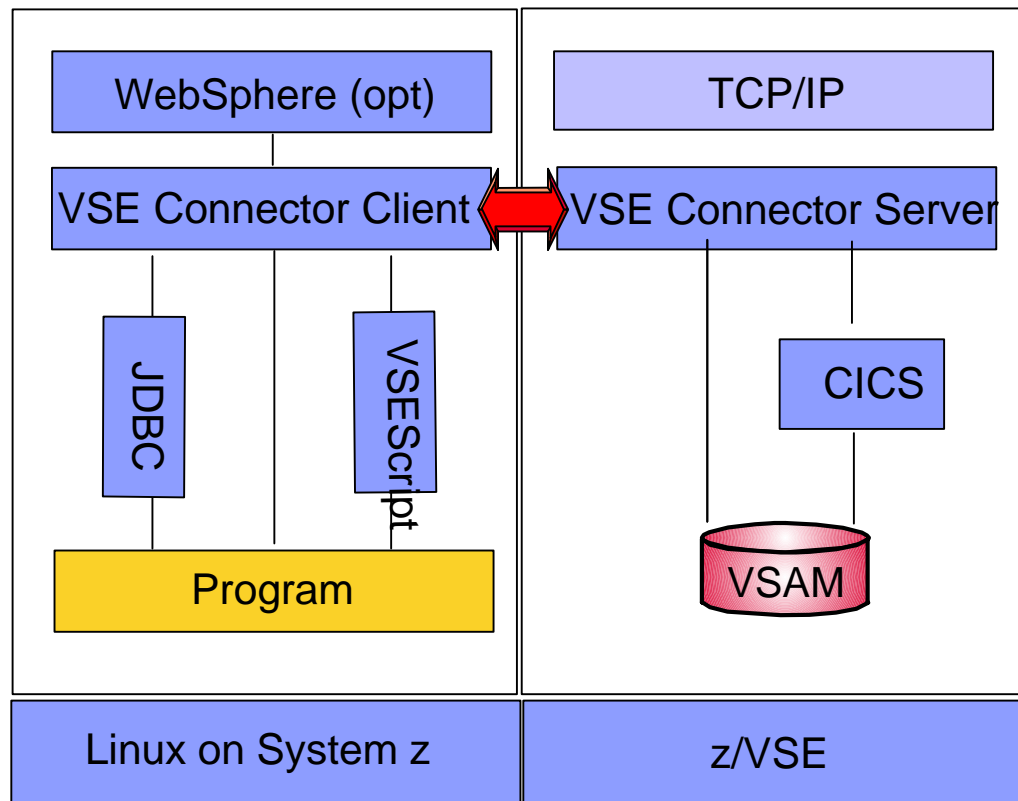 WebSphere (opt)
TCP/IP
VSE Connector Client
VSE Connector Server
JDBC
VSEScript
CICS
VSAM
Program
Linux on System z
z/VSE